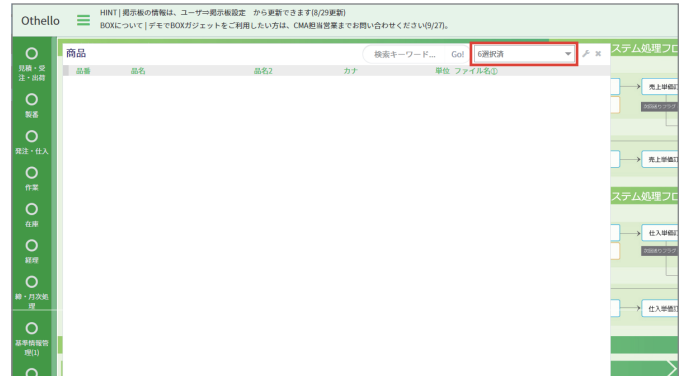 Othello
HINT | 掲示板の情報は、ユーザ⇒掲示板設定 から更新できます(8/29更新)
BOXについて | デモでBOXガジェットをご利用したい方は、CMA担当営業までお問い合わせください(9/27)。
見積・受
注・出荷
製番
発注・仕入
作業
在庫
経理
締・月次処
理
基準情報管
理(1)
商品
検索キーワード... Go! 6選択済
品番 品名 品名2 カナ 単位 ファイル名①
ステム処理フロ
売上単価訂
売上単価訂
ステム処理フロ
仕入単価訂
仕入単価訂